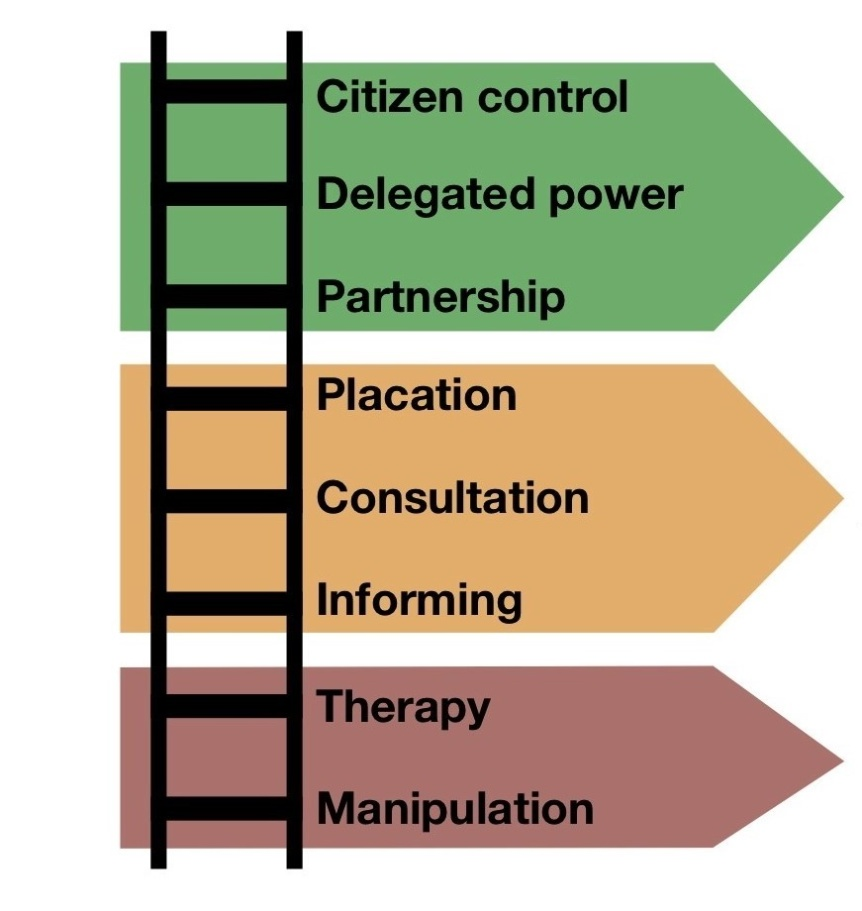 Citizen control
Delegated power
Partnership
Placation
Consultation
Informing
Therapy
Manipulation